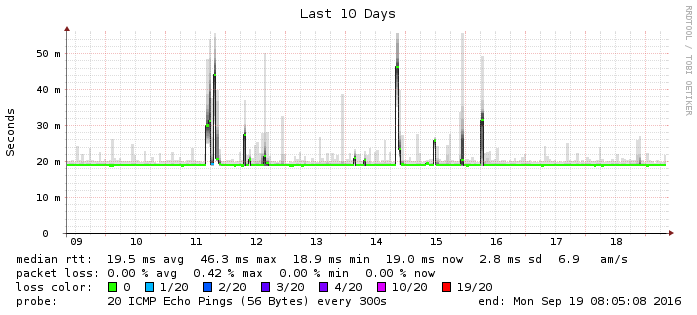 Last 10 Days
RRDTOOL / TOBI OETIKER
Seconds
50 m
40 m
30 m
20 m
10 m
0
09 10 11 12 13 14 15 16 17 18
median rtt: 19.5 ms avg 46.3 ms max 18.9 ms min 19.0 ms now 2.8 ms sd 6.9 am/s
packet loss: 0.00 % avg 0.42 % max 0.00 % min 0.00 % now
loss color: 0 1/20 2/20 3/20 4/20 10/20 19/20
probe: 20 ICMP Echo Pings (56 Bytes) every 300s end: Mon Sep 19 08:05:08 2016